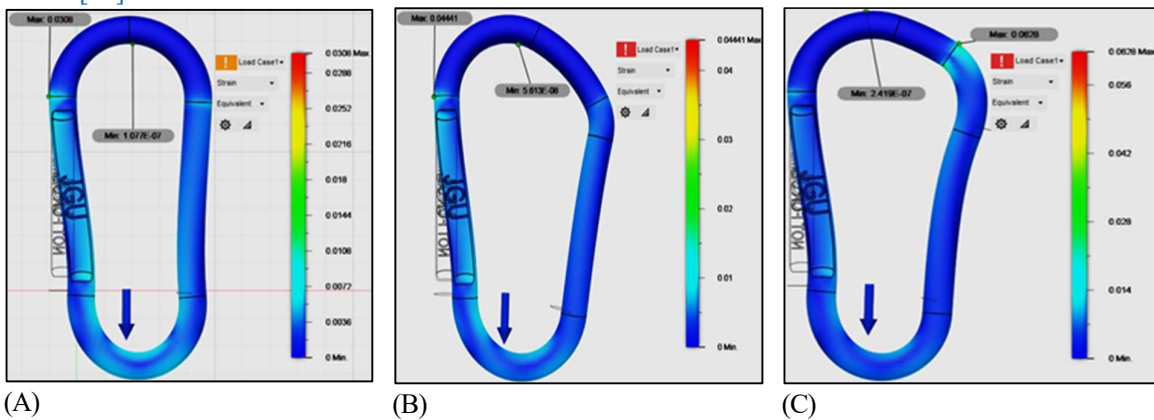 Max: 0.0308
Load Case1
Strain
Equivalent
Min: 1.077E-07
JGU
0.0308 Max.
0.0288
0.0252
0.0216
0.018
0.0144
0.0108
0.0072
0.0036
0 Min.
(A)
Max: 0.04441
Load Case1
Strain
Equivalent
Min: 5.613E-08
JGU
0.04441 Max.
0.04
0.03
0.02
0.01
0 Min.
(B)
Max: 0.0628
Load Case1
Strain
Equivalent
Min: 2.419E-07
JGU
0.0628 Max.
0.056
0.042
0.028
0.014
0 Min.
(C)